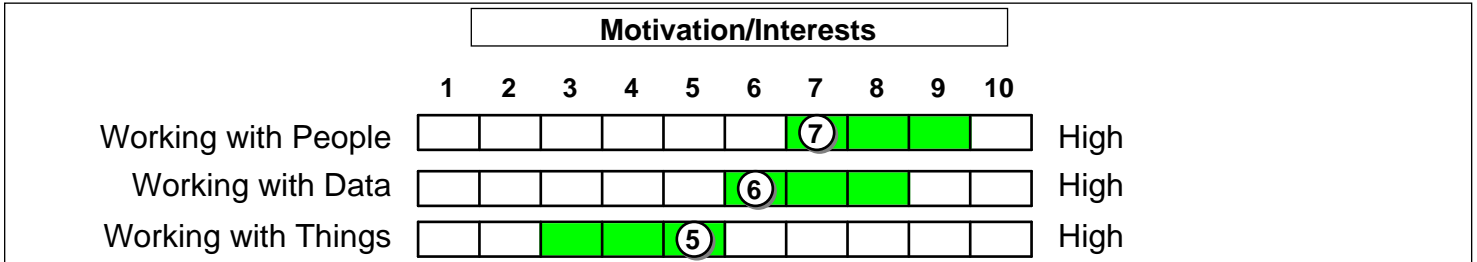 Motivation/Interests
1 2 3 4 5 6 7 8 9 10
Working with People 7 High
Working with Data 6 High
Working with Things 5 High